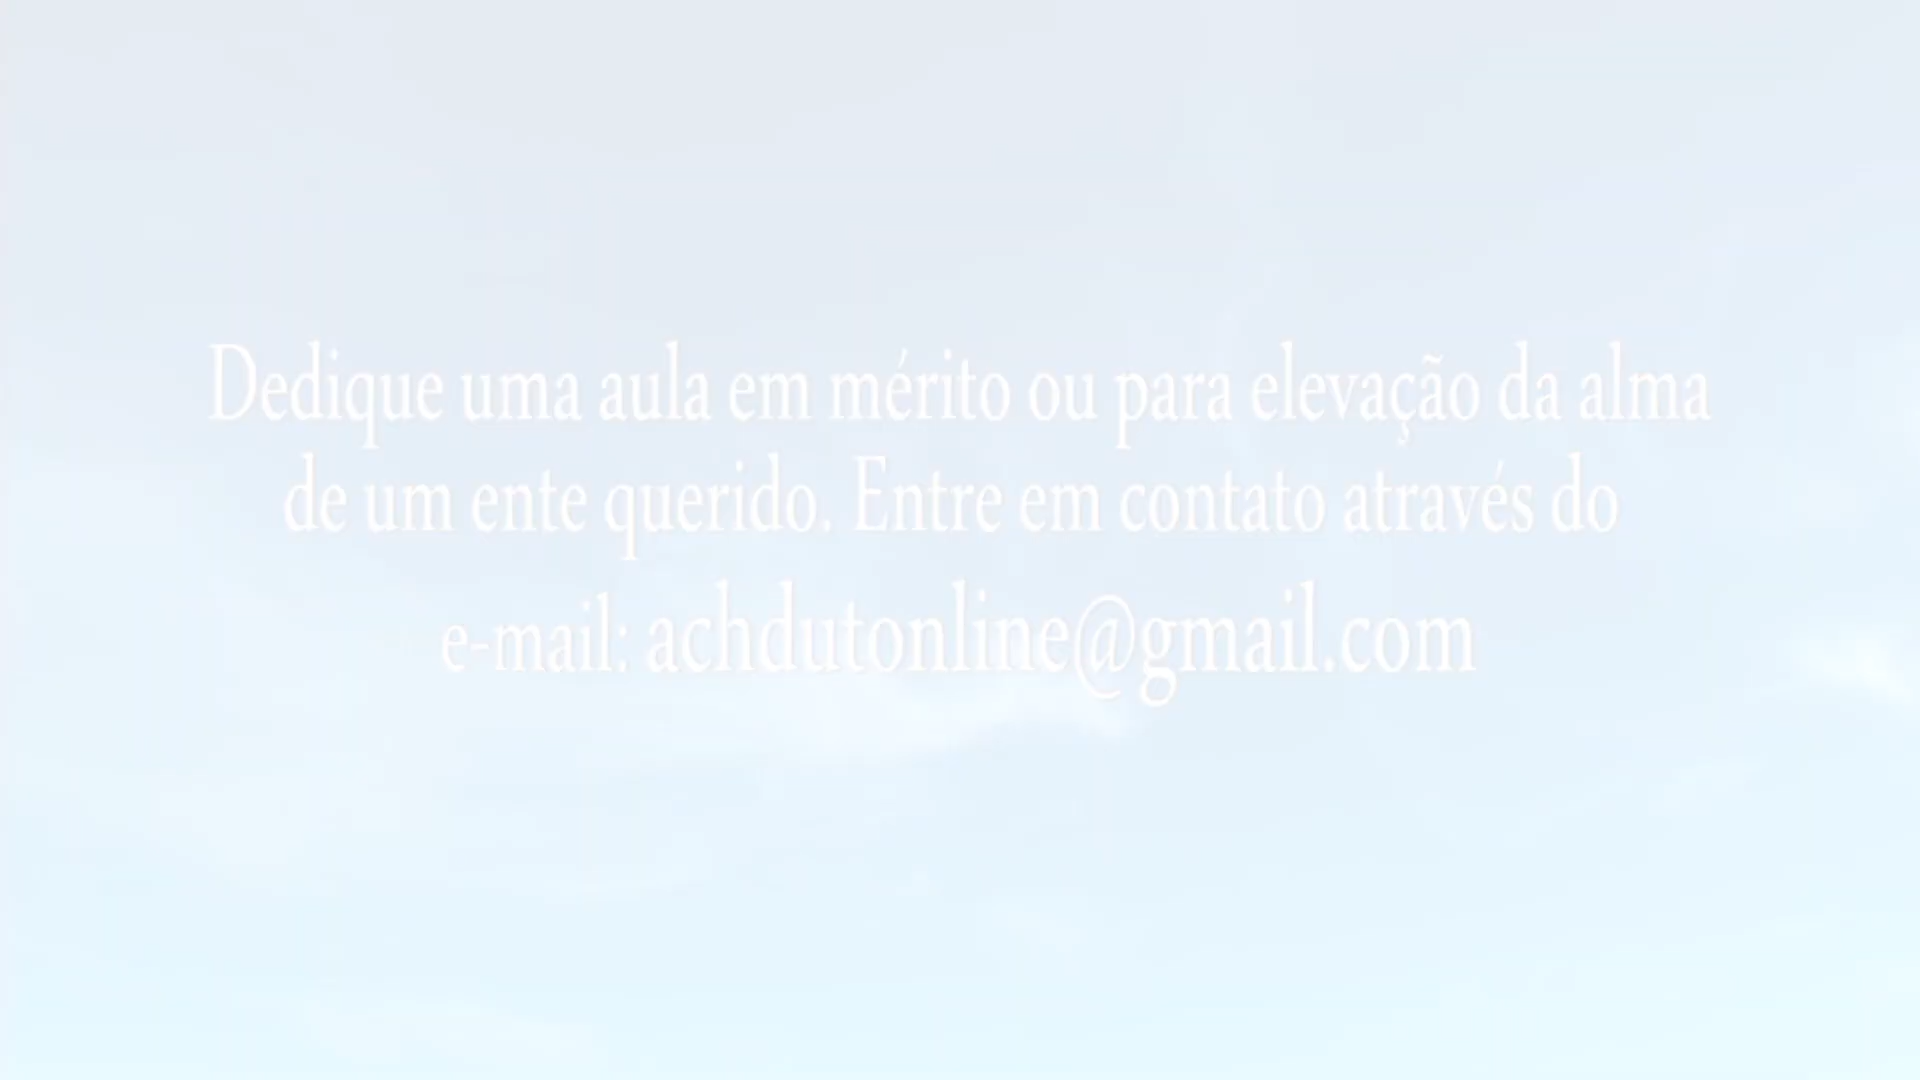 Dedique uma aula em mérito ou para elevação da alma
de um ente querido. Entre em contato através do
e-mail: achdutonline@gmail.com